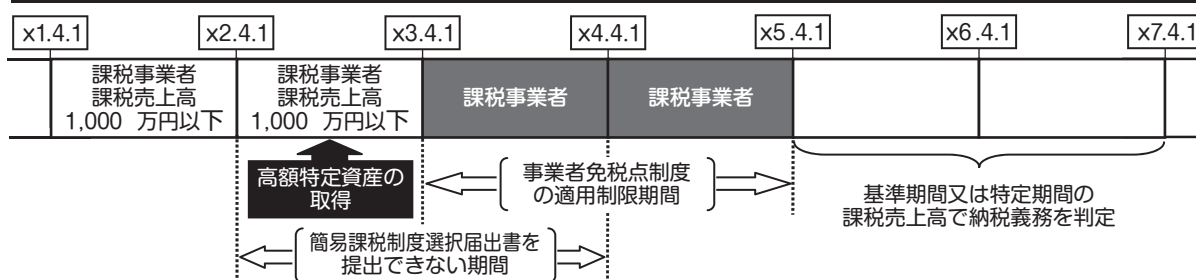 x1.4.1
x2.4.1
x3.4.1
x4.4.1
x5.4.1
x6.4.1
x7.4.1
課税事業者
課税売上高
1,000 万円以下
課税事業者
課税売上高
1,000 万円以下
課税事業者
課税事業者
高額特定資産の
取得
事業者免税点制度
の適用制限期間
基準期間又は特定期間の
課税売上高で納税義務を判定
簡易課税制度選択届出書を
提出できない期間